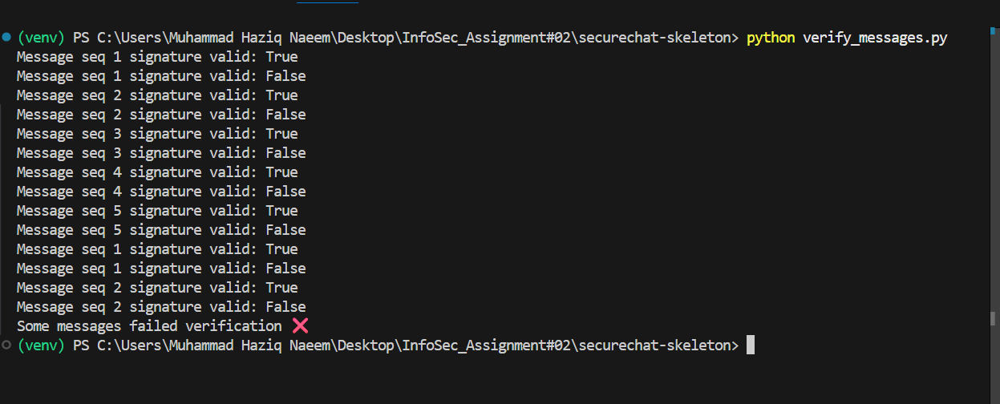 (venv) PS C:\Users\Muhammad Haziq Naeem\Desktop\InfoSec_Assignment#02\securechat-skeleton> python verify_messages.py
Message seq 1 signature valid: True
Message seq 1 signature valid: False
Message seq 2 signature valid: True
Message seq 2 signature valid: False
Message seq 3 signature valid: True
Message seq 3 signature valid: False
Message seq 4 signature valid: True
Message seq 4 signature valid: False
Message seq 5 signature valid: True
Message seq 5 signature valid: False
Message seq 1 signature valid: True
Message seq 1 signature valid: False
Message seq 2 signature valid: True
Message seq 2 signature valid: False
Some messages failed verification ❌
(venv) PS C:\Users\Muhammad Haziq Naeem\Desktop\InfoSec_Assignment#02\securechat-skeleton>